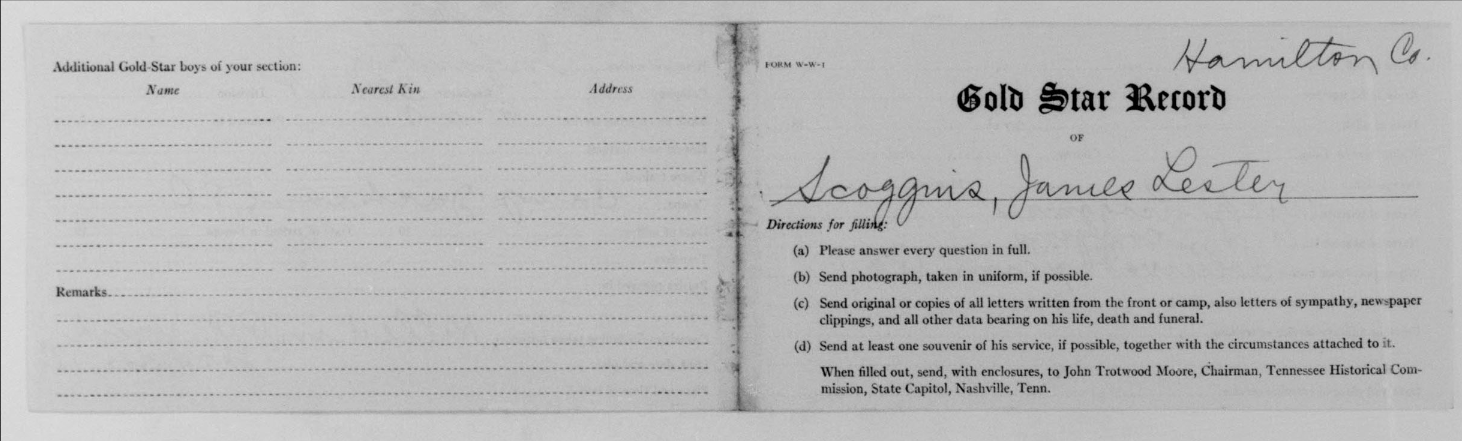 Additional Gold-Star boys of your section:
Name Nearest Kin Address
Remarks
FORM W-W-1
Hamilton Co.
Gold Star Record
OF
Scoggins, James Lester
Directions for filling:
(a) Please answer every question in full.
(b) Send photograph, taken in uniform, if possible.
(c) Send original or copies of all letters written from the front or camp, also letters of sympathy, newspaper
clippings, and all other data bearing on his life, death and funeral.
(d) Send at least one souvenir of his service, if possible, together with the circumstances attached to it.
When filled out, send, with enclosures, to John Trotwood Moore, Chairman, Tennessee Historical Com-
mission, State Capitol, Nashville, Tenn.